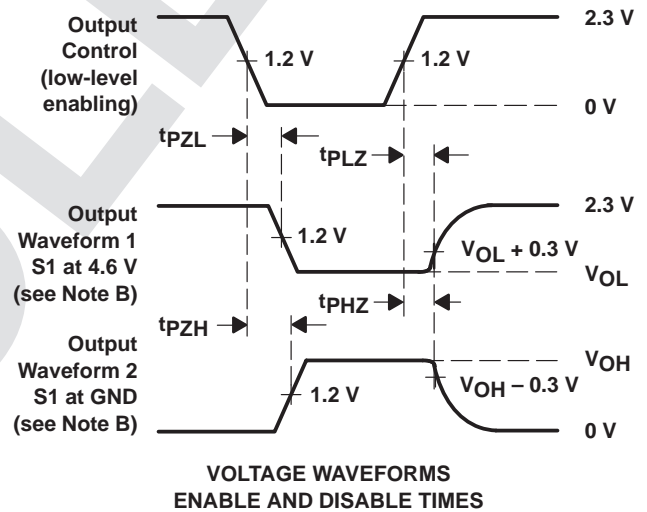 Output
Control
(low-level
enabling)
2.3 V
1.2 V
1.2 V
0 V
tPZL
tPLZ
Output
Waveform 1
S1 at 4.6 V
(see Note B)
2.3 V
1.2 V
VOL + 0.3 V
VOL
tPHZ
tPZH
Output
Waveform 2
S1 at GND
(see Note B)
VOH
1.2 V
VOH – 0.3 V
0 V
VOLTAGE WAVEFORMS
ENABLE AND DISABLE TIMES